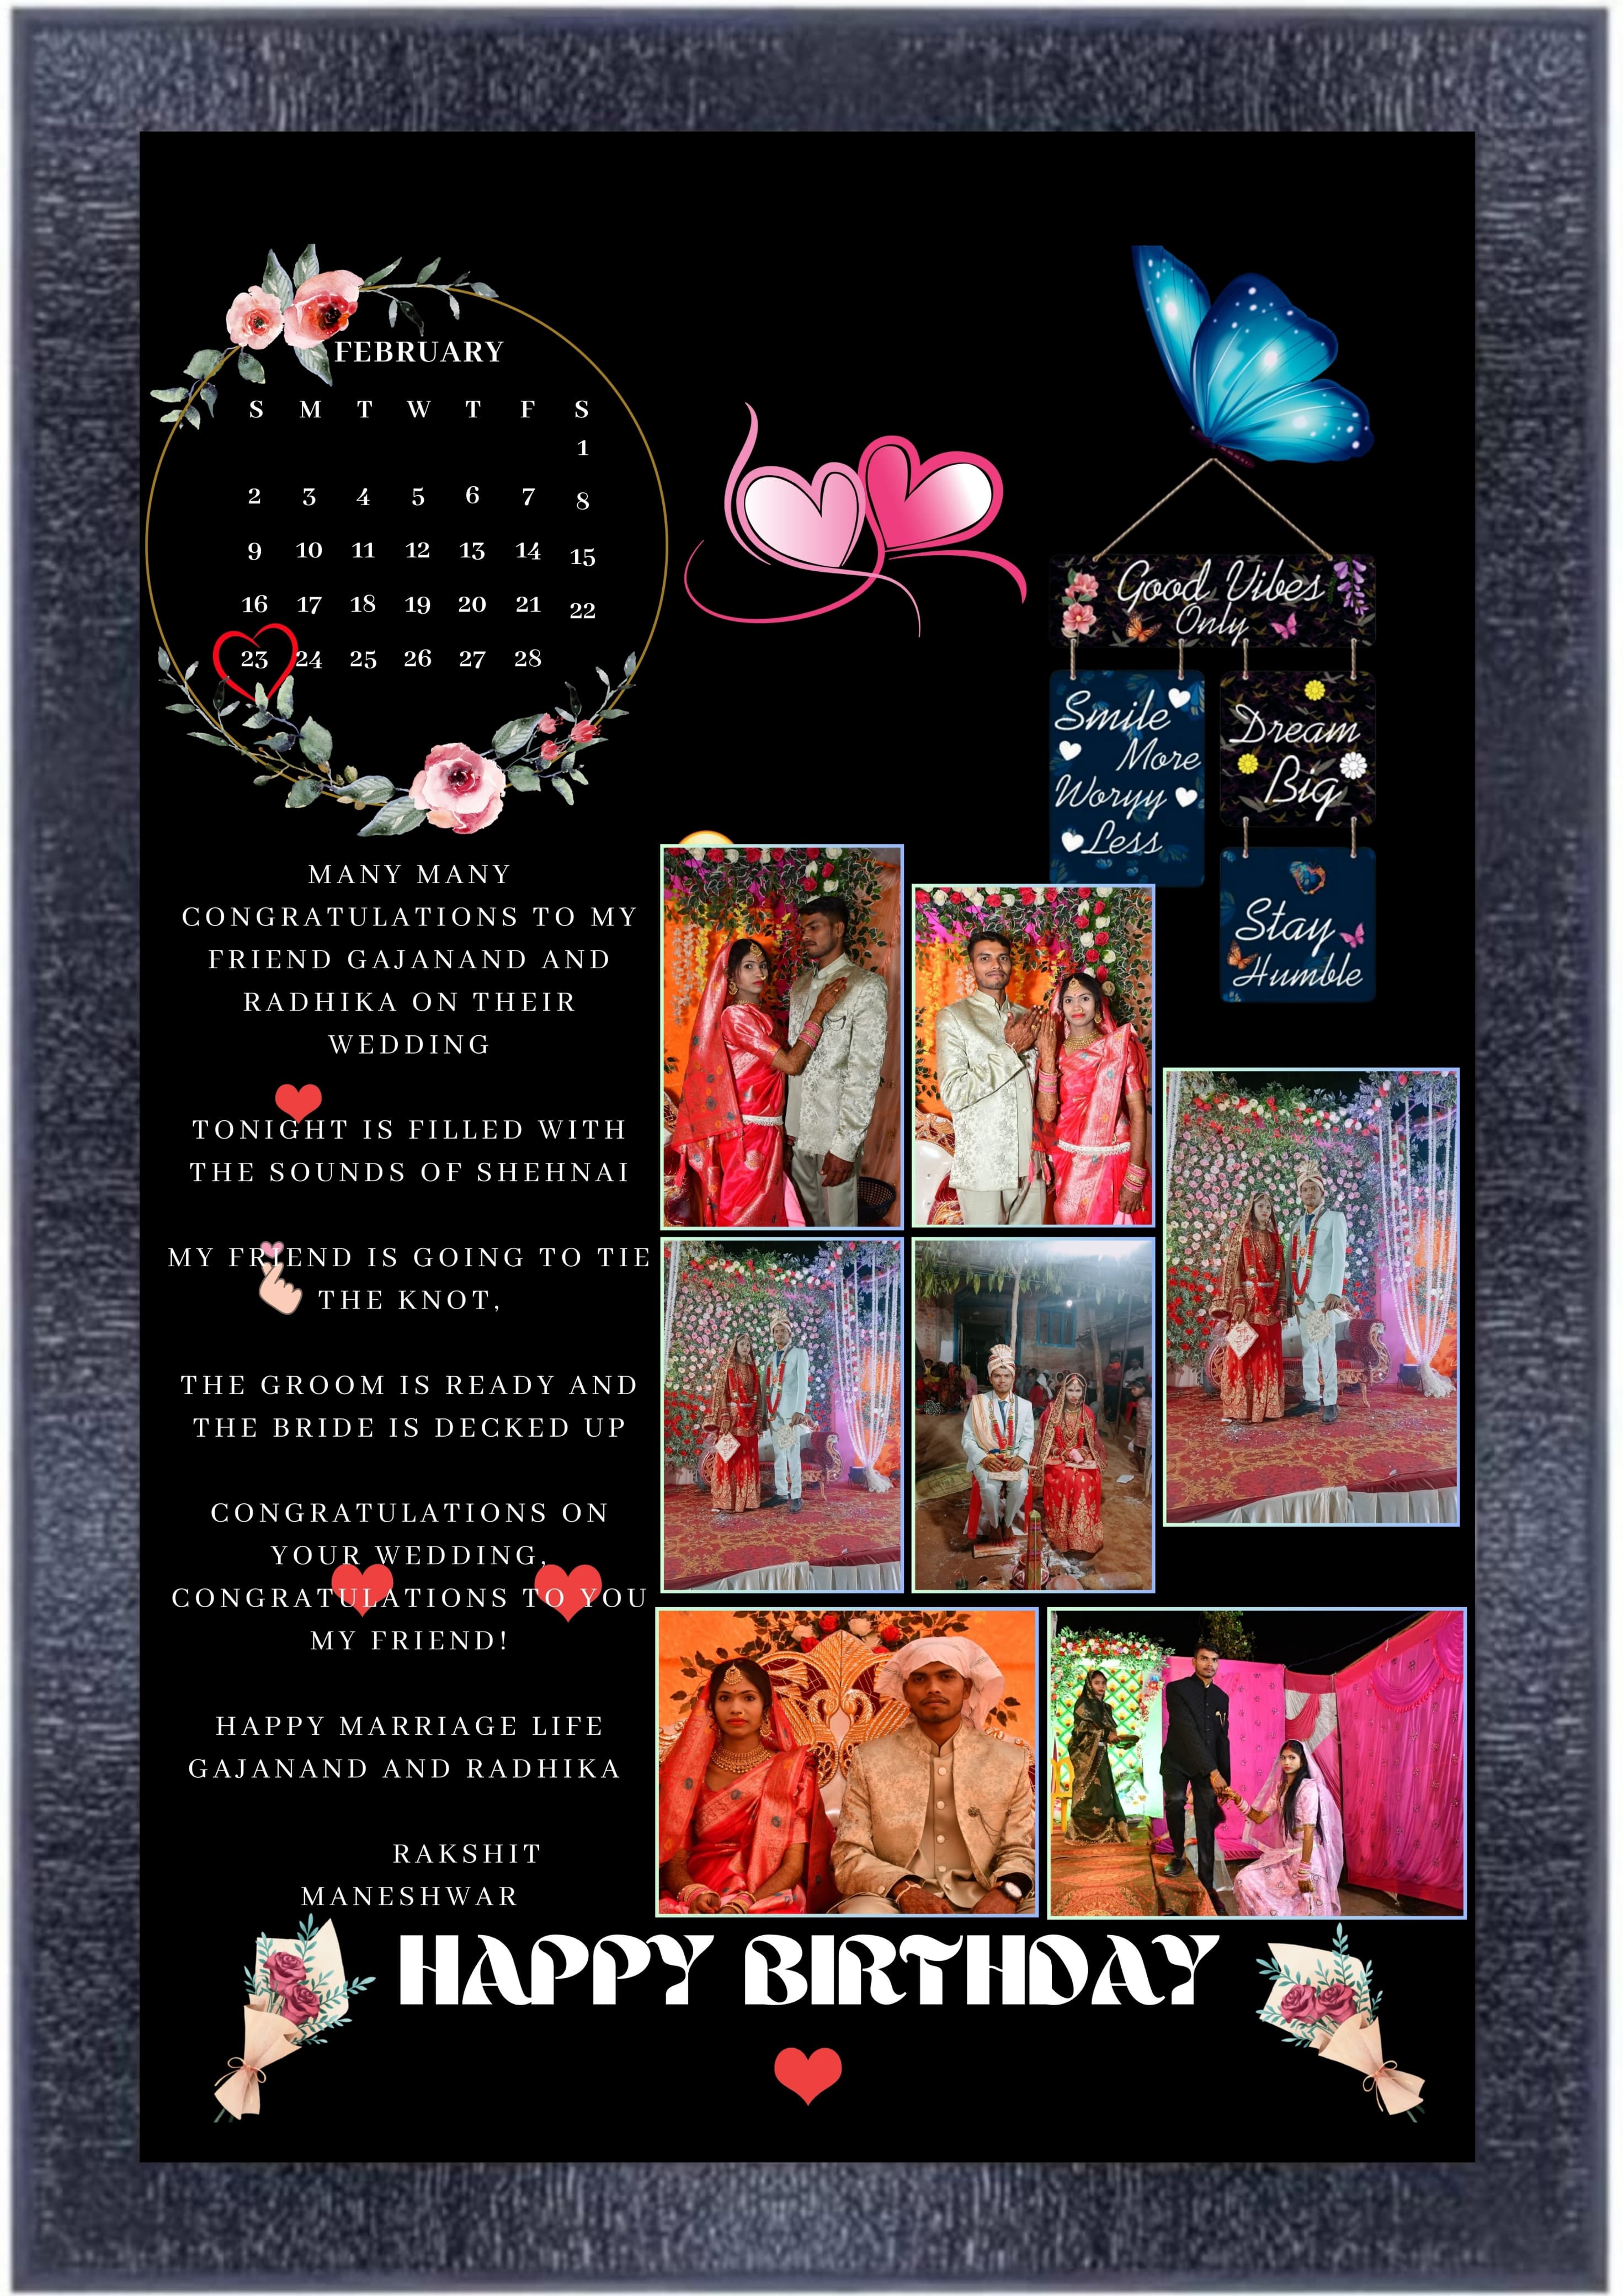 FEBRUARY
S M T W T F S
1
2 3 4 5 6 7 8
9 10 11 12 13 14 15
16 17 18 19 20 21 22
23 24 25 26 27 28
Good Vibes
Only
Smile
More
Woryy
Less
Dream
Big
Stay
Humble
MANY MANY
CONGRATULATIONS TO MY
FRIEND GAJANAND AND
RADHIKA ON THEIR
WEDDING
TONIGHT IS FILLED WITH
THE SOUNDS OF SHEHNAI
MY FRIEND IS GOING TO TIE
THE KNOT,
THE GROOM IS READY AND
THE BRIDE IS DECKED UP
CONGRATULATIONS ON
YOUR WEDDING,
CONGRATULATIONS TO YOU
MY FRIEND!
HAPPY MARRIAGE LIFE
GAJANAND AND RADHIKA
RAKSHIT
MANESHWAR
HAPPY BIRTHDAY